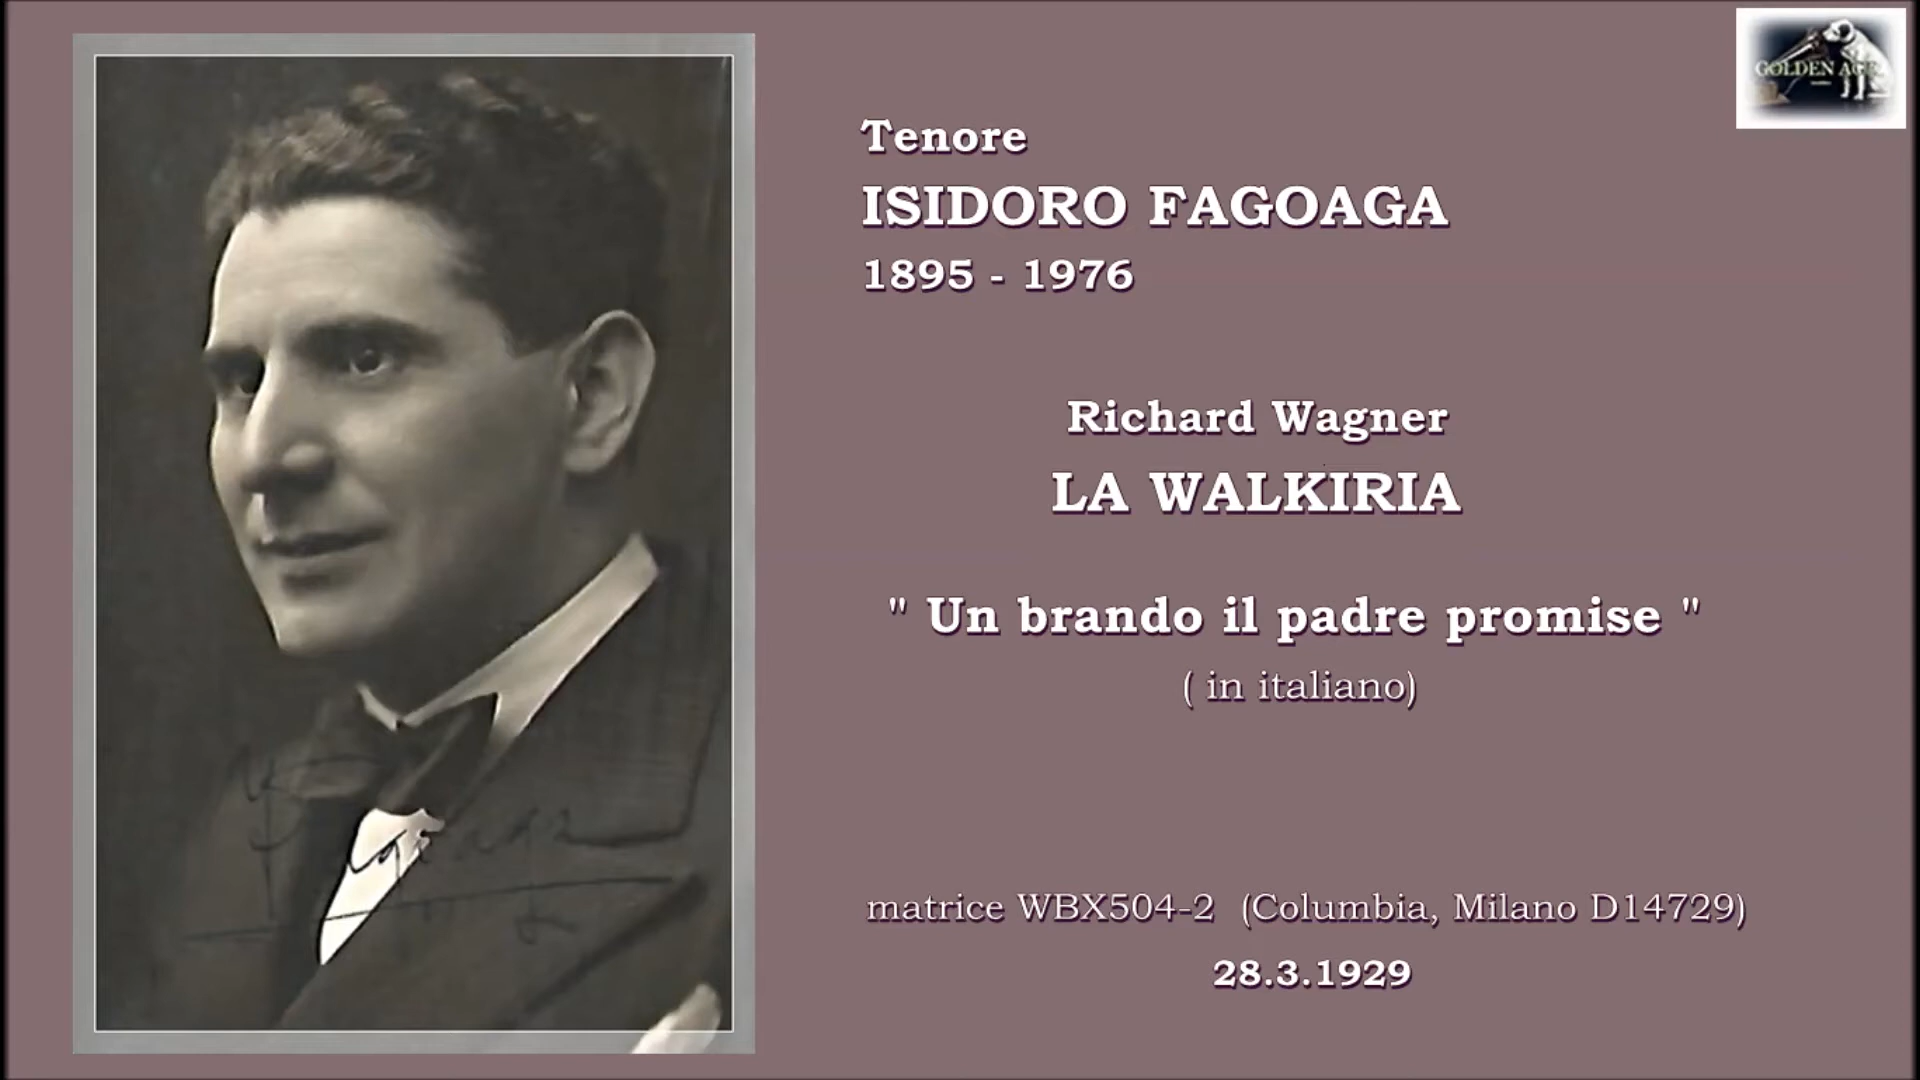 GOLDEN AGE
Tenore
ISIDORO FAGOAGA
1895 - 1976
Richard Wagner
LA WALKIRIA
" Un brando il padre promise "
( in italiano)
Fagoaga
matrice WBX504-2 (Columbia, Milano D14729)
28.3.1929